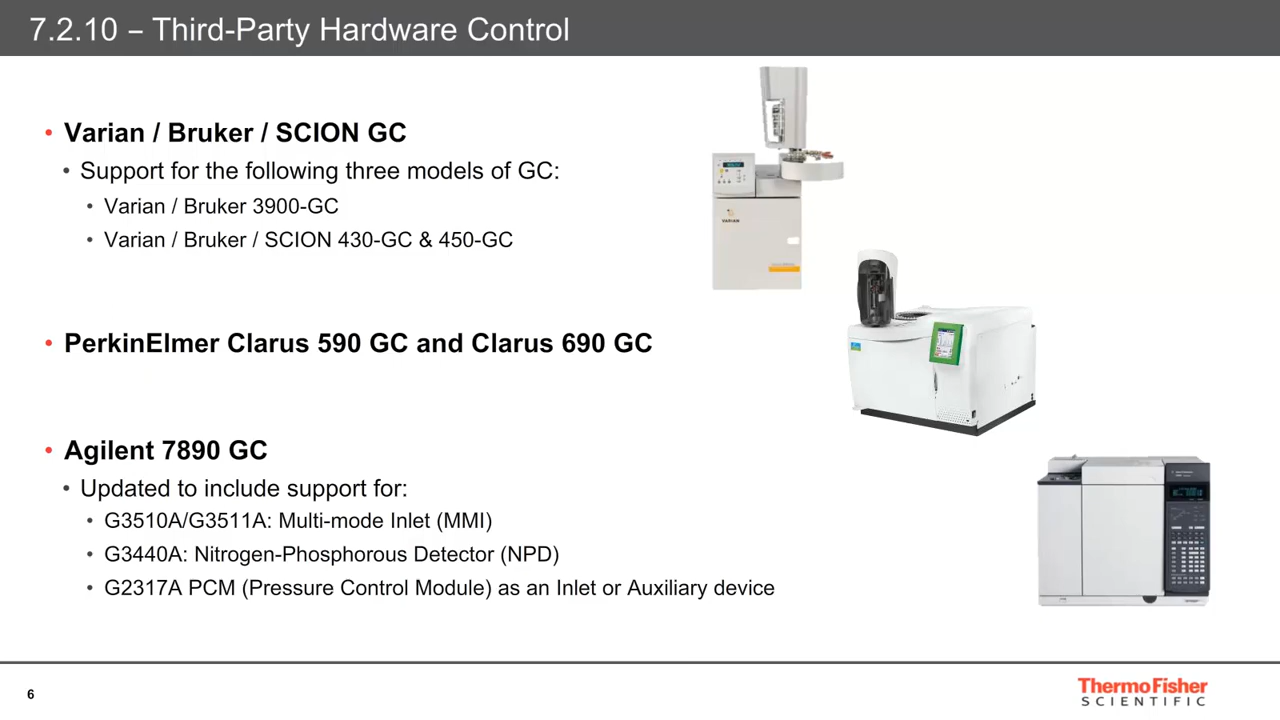 7.2.10 – Third-Party Hardware Control
• Varian / Bruker / SCION GC
• Support for the following three models of GC:
• Varian / Bruker 3900-GC
• Varian / Bruker / SCION 430-GC & 450-GC
VARIAN
• PerkinElmer Clarus 590 GC and Clarus 690 GC
• Agilent 7890 GC
• Updated to include support for:
• G3510A/G3511A: Multi-mode Inlet (MMI)
• G3440A: Nitrogen-Phosphorous Detector (NPD)
• G2317A PCM (Pressure Control Module) as an Inlet or Auxiliary device
6
ThermoFisher
SCIENTIFIC